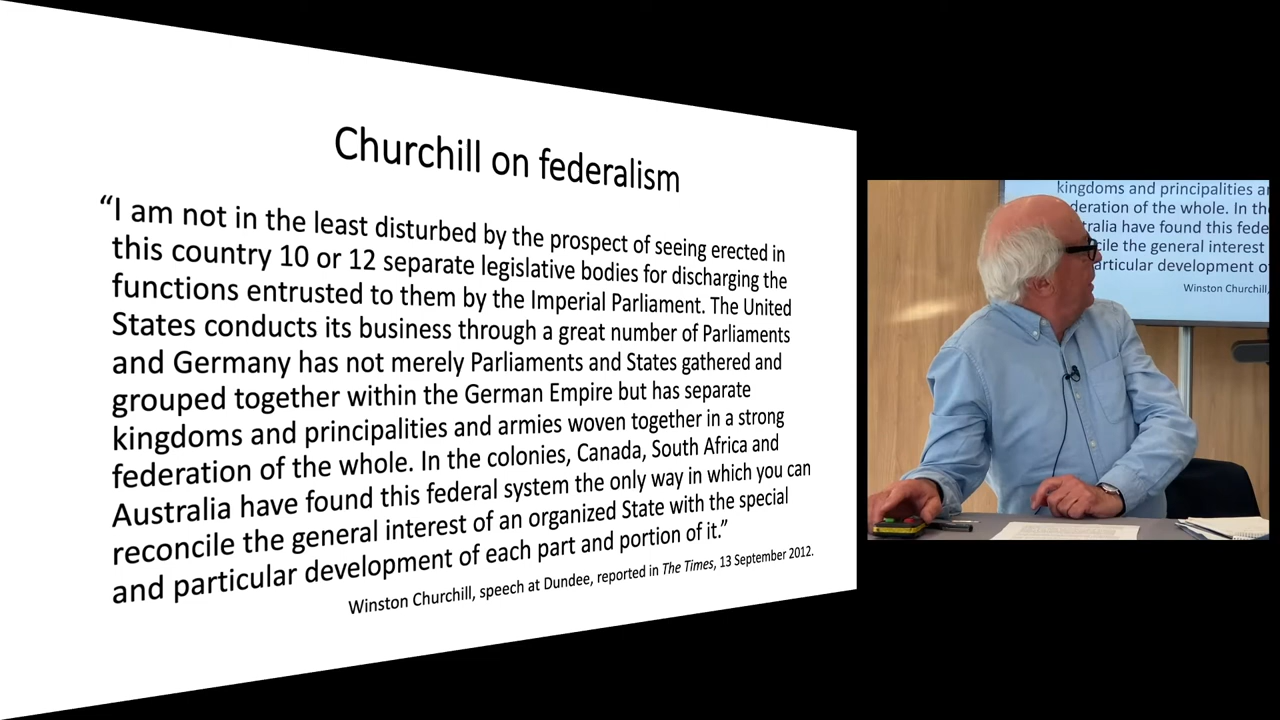 Churchill on federalism
“I am not in the least disturbed by the prospect of seeing erected in
this country 10 or 12 separate legislative bodies for discharging the
functions entrusted to them by the Imperial Parliament. The United
States conducts its business through a great number of Parliaments
and Germany has not merely Parliaments and States gathered and
grouped together within the German Empire but has separate
kingdoms and principalities and armies woven together in a strong
federation of the whole. In the colonies, Canada, South Africa and
Australia have found this federal system the only way in which you can
reconcile the general interest of an organized State with the special
and particular development of each part and portion of it.”
Winston Churchill, speech at Dundee, reported in The Times, 13 September 2012.
kingdoms and principalities a
deration of the whole. In the
tralia have found this fede
cile the general interest
articular development o
Winston Churchill,